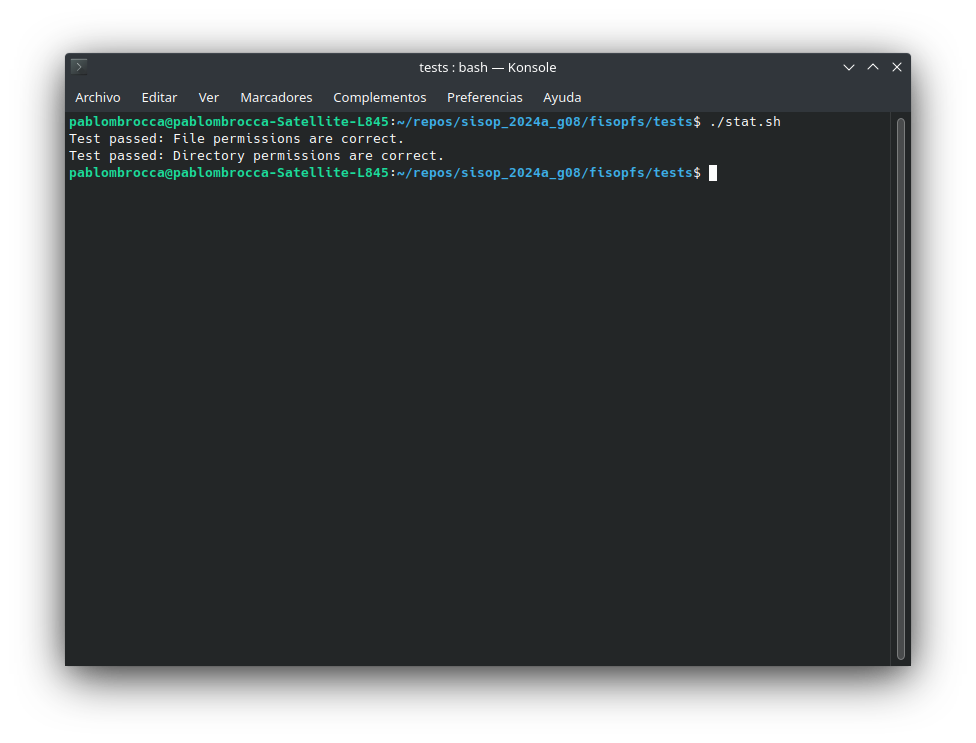 tests : bash — Konsole
Archivo Editar Ver Marcadores Complementos Preferencias Ayuda
pablombrocca@pablombrocca-Satellite-L845:~/repos/sisop_2024a_g08/fisopfs/tests$ ./stat.sh
Test passed: File permissions are correct.
Test passed: Directory permissions are correct.
pablombrocca@pablombrocca-Satellite-L845:~/repos/sisop_2024a_g08/fisopfs/tests$